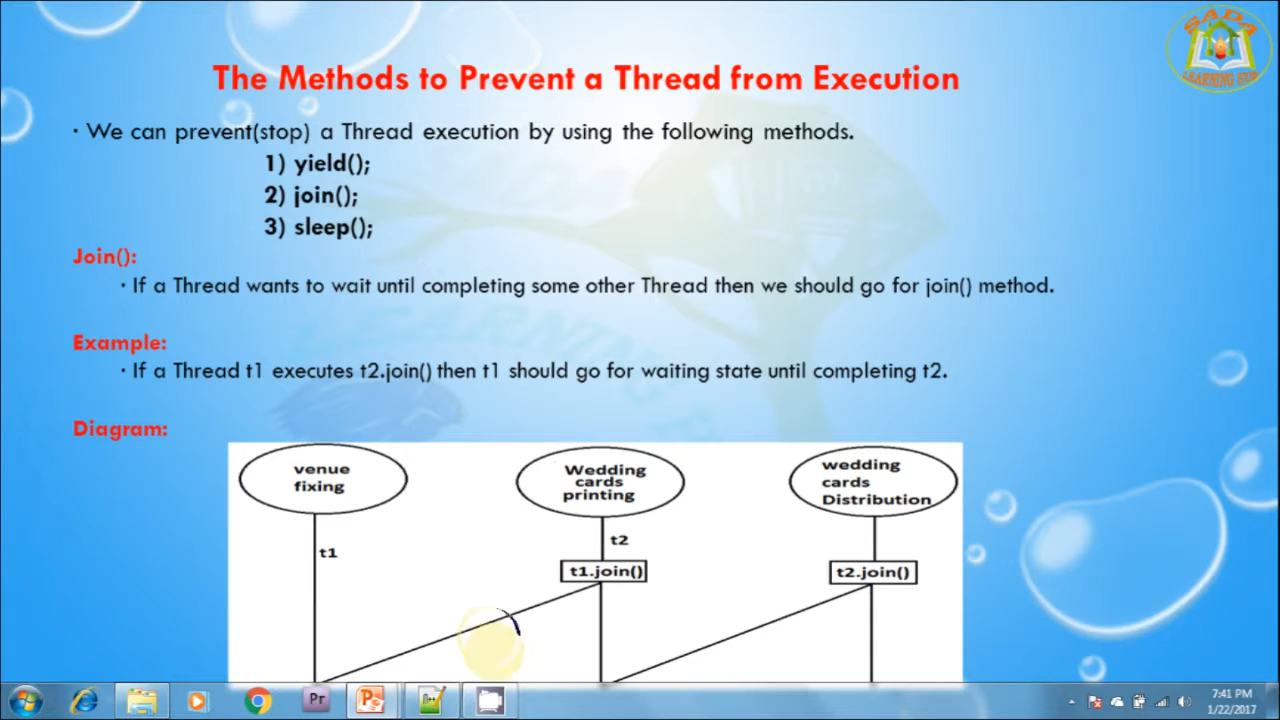 SADA
LEARNING HUB
The Methods to Prevent a Thread from Execution
· We can prevent(stop) a Thread execution by using the following methods.
1) yield();
2) join();
3) sleep();
Join():
· If a Thread wants to wait until completing some other Thread then we should go for join() method.
Example:
· If a Thread t1 executes t2.join() then t1 should go for waiting state until completing t2.
Diagram:
venue
fixing
Wedding
cards
printing
wedding
cards
Distribution
t1
t2
t1.join()
t2.join()
Pr
7:41 PM
1/22/2017